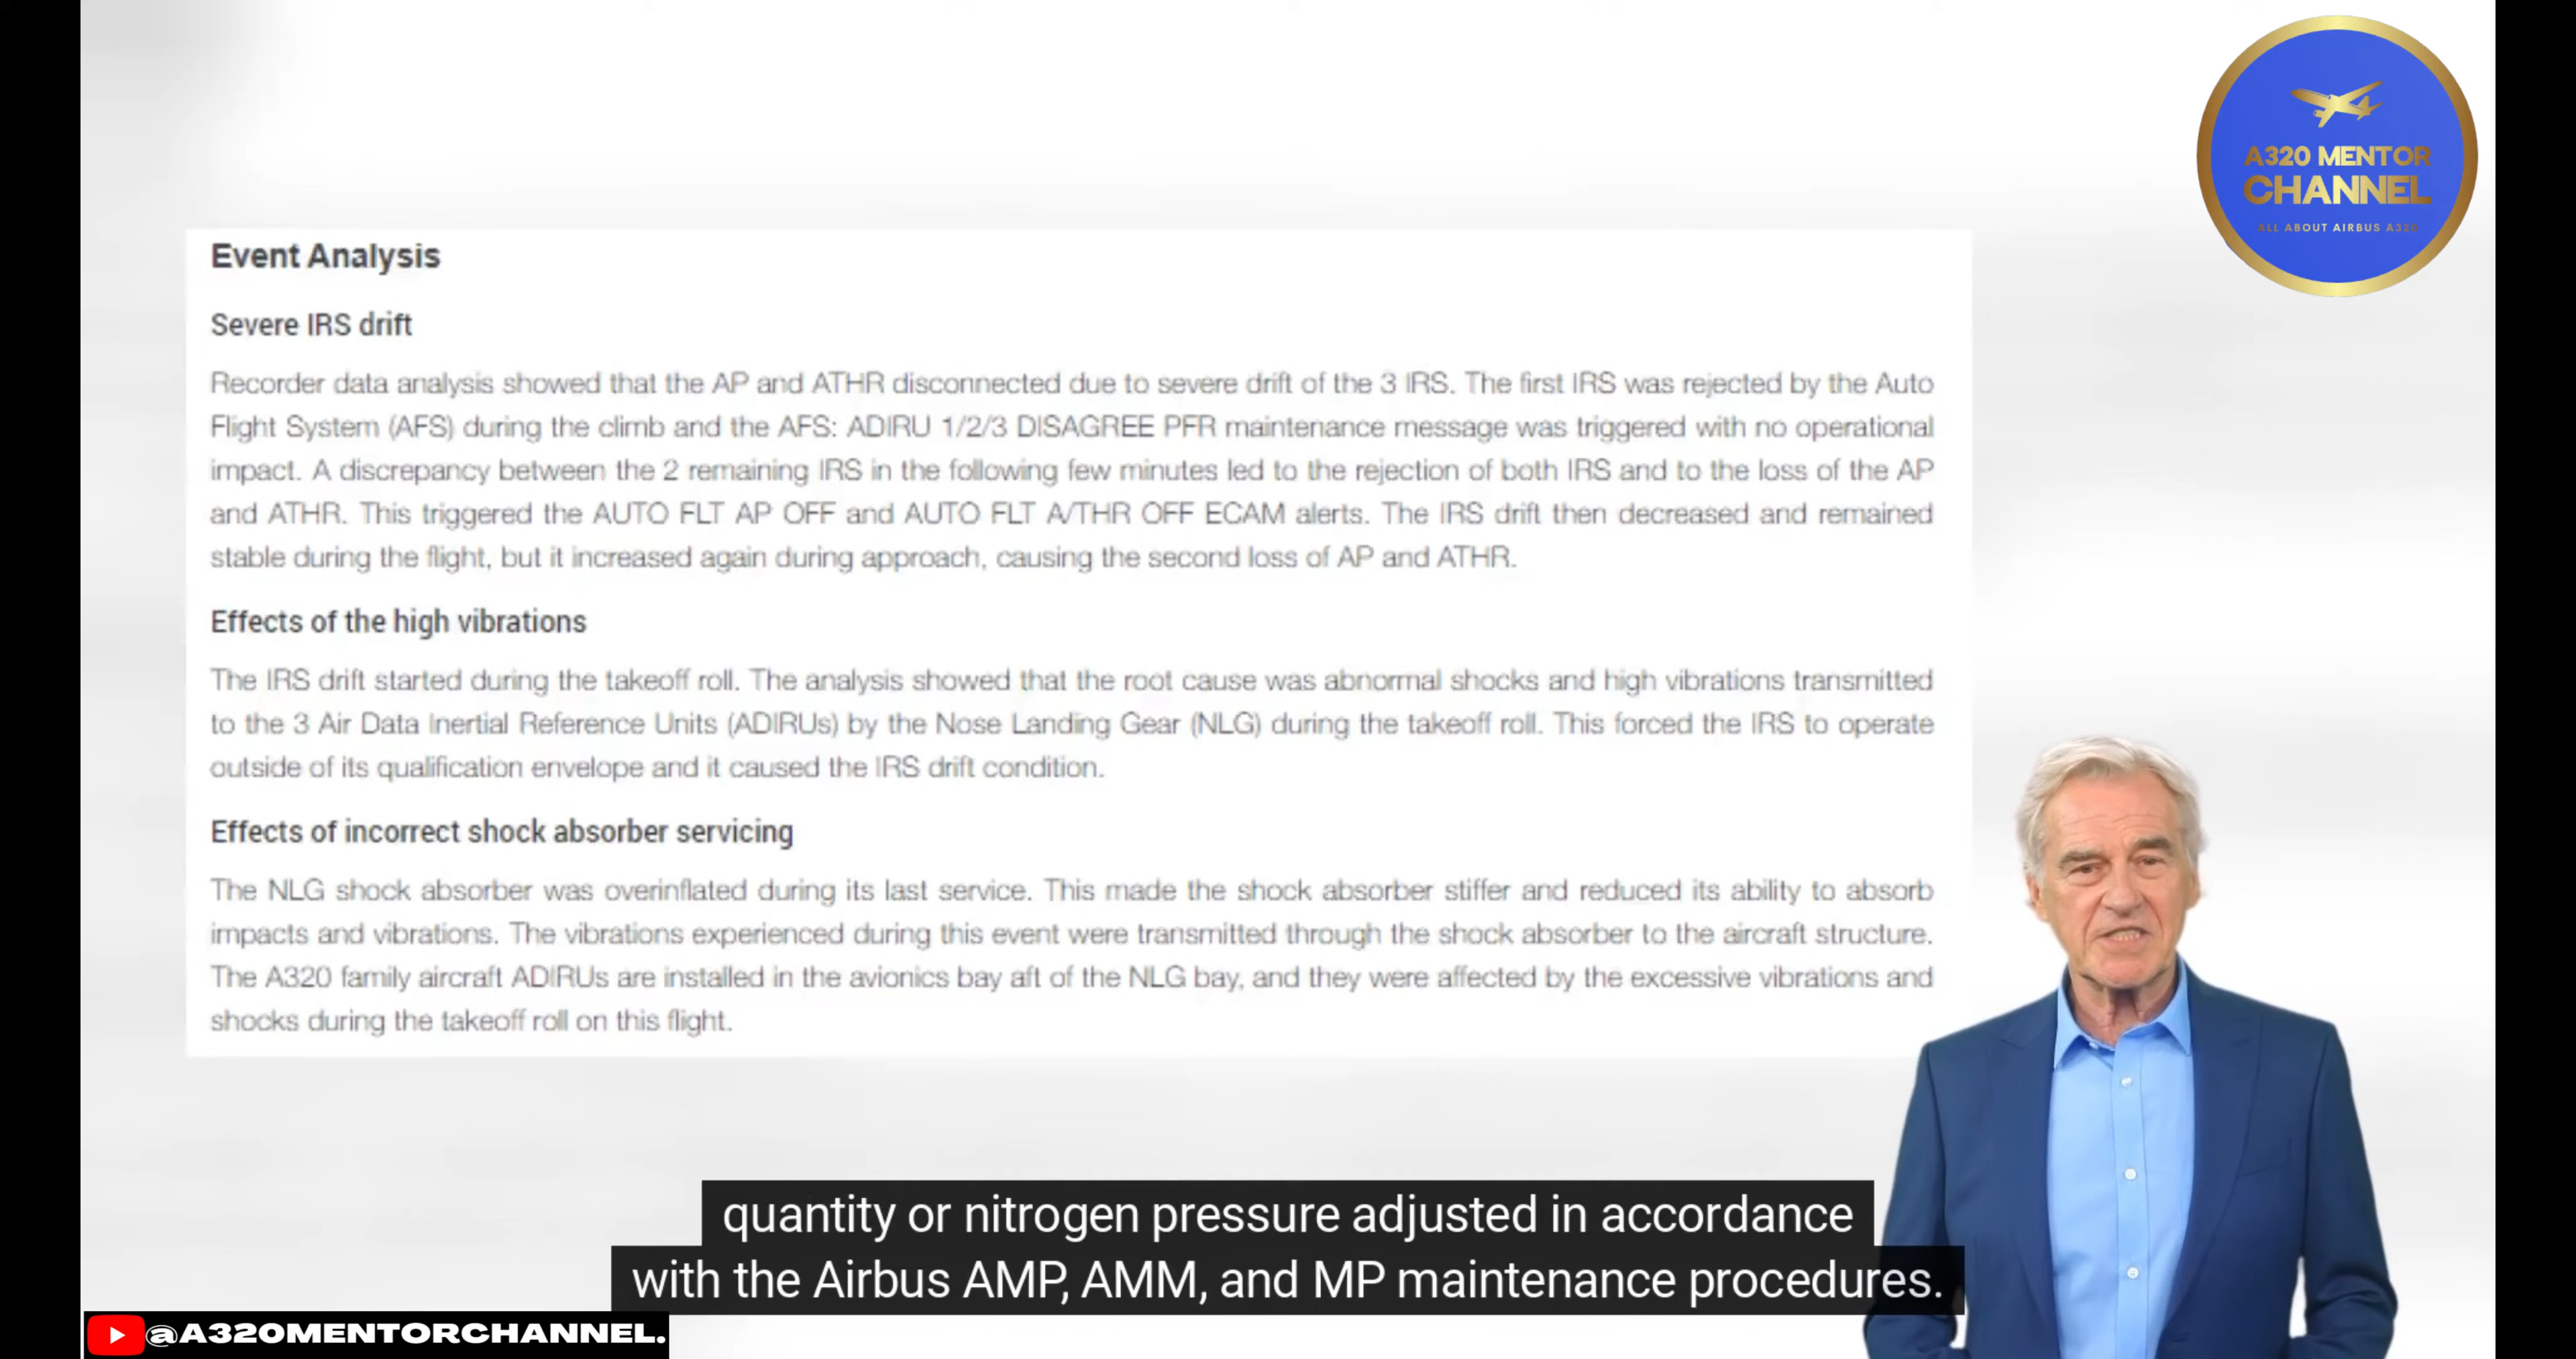 A320 MENTOR
CHANNEL
ALL ABOUT AIRBUS A320
Event Analysis
Severe IRS drift
Recorder data analysis showed that the AP and ATHR disconnected due to severe drift of the 3 IRS. The first IRS was rejected by the Auto
Flight System (AFS) during the climb and the AFS: ADIRU 1/2/3 DISAGREE PFR maintenance message was triggered with no operational
impact. A discrepancy between the 2 remaining IRS in the following few minutes led to the rejection of both IRS and to the loss of the AP
and ATHR. This triggered the AUTO FLT AP OFF and AUTO FLT A/THR OFF ECAM alerts. The IRS drift then decreased and remained
stable during the flight, but it increased again during approach, causing the second loss of AP and ATHR.
Effects of the high vibrations
The IRS drift started during the takeoff roll. The analysis showed that the root cause was abnormal shocks and high vibrations transmitted
to the 3 Air Data Inertial Reference Units (ADIRUs) by the Nose Landing Gear (NLG) during the takeoff roll. This forced the IRS to operate
outside of its qualification envelope and it caused the IRS drift condition.
Effects of incorrect shock absorber servicing
The NLG shock absorber was overinflated during its last service. This made the shock absorber stiffer and reduced its ability to absorb
impacts and vibrations. The vibrations experienced during this event were transmitted through the shock absorber to the aircraft structure.
The A320 family aircraft ADIRUs are installed in the avionics bay aft of the NLG bay, and they were affected by the excessive vibrations and
shocks during the takeoff roll on this flight.
quantity or nitrogen pressure adjusted in accordance
with the Airbus AMP, AMM, and MP maintenance procedures.
@A320MENTORCHANNEL.